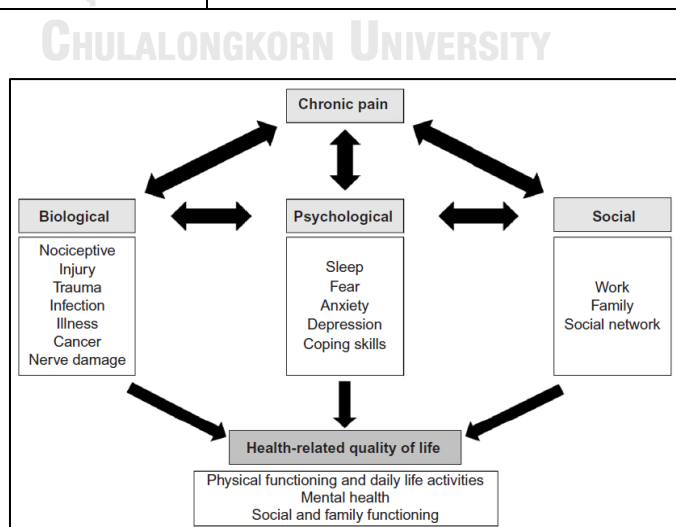 CHULALONGKORN UNIVERSITY
Chronic pain
Biological
Psychological
Social
Nociceptive
Injury
Trauma
Infection
Illness
Cancer
Nerve damage
Sleep
Fear
Anxiety
Depression
Coping skills
Work
Family
Social network
Health-related quality of life
Physical functioning and daily life activities
Mental health
Social and family functioning